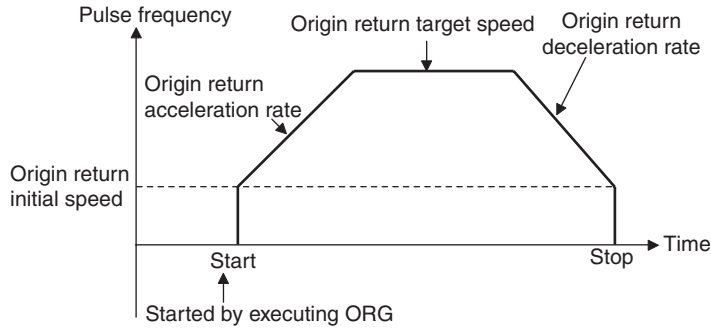 Pulse frequency
Origin return target speed
Origin return
deceleration rate
Origin return
acceleration rate
Origin return
initial speed
Start
Stop
Time
Started by executing ORG